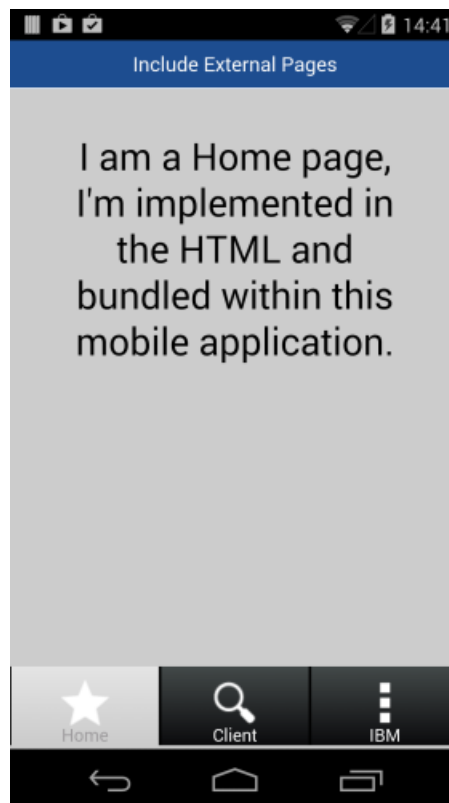 14:41
Include External Pages
I am a Home page,
I'm implemented in
the HTML and
bundled within this
mobile application.
Home Client IBM